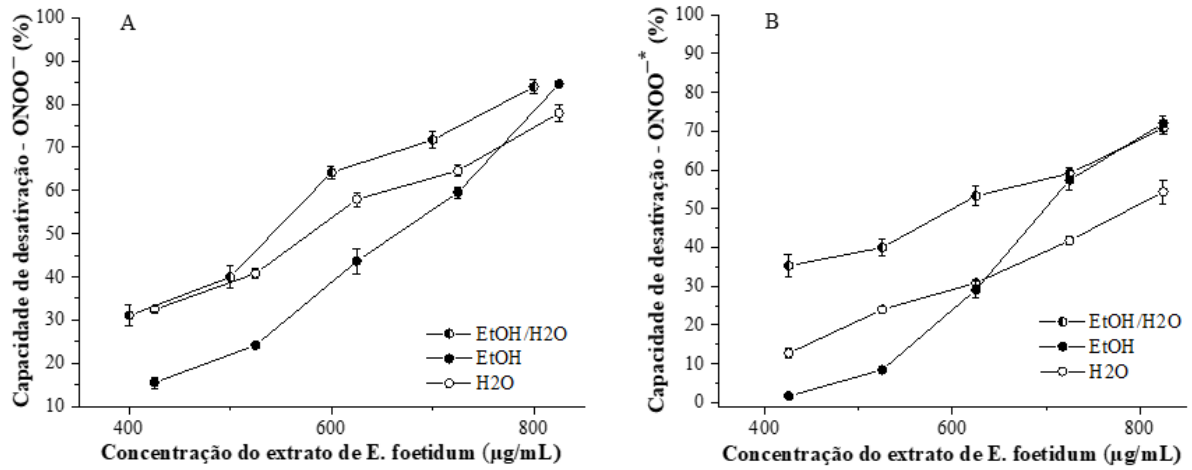 A
Capacidade de desativação - ONOO⁻ (%)
100
90
80
70
60
50
40
30
20
10
EtOH/H2O
EtOH
H2O
400
600
800
Concentração do extrato de E. foetidum (µg/mL)
B
Capacidade de desativação - ONOO⁻* (%)
100
90
80
70
60
50
40
30
20
10
0
EtOH/H2O
EtOH
H2O
400
600
800
Concentração do extrato de E. foetidum (µg/mL)